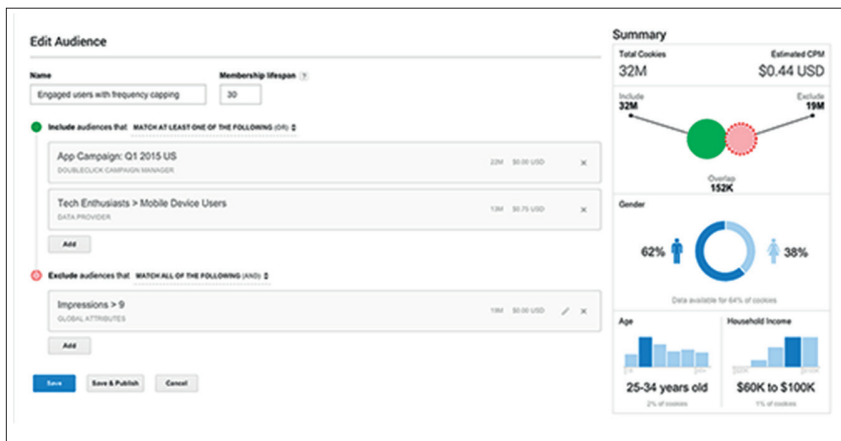 Edit Audience
Name
Membership lifespan ?
Engaged users with frequency capping
30
Include audiences that MATCH AT LEAST ONE OF THE FOLLOWING (OR)
App Campaign: Q1 2015 US
DOUBLECLICK CAMPAIGN MANAGER
22M $0.00 USD
Tech Enthusiasts > Mobile Device Users
DATA PROVIDER
13M $0.75 USD
Add
Exclude audiences that MATCH ALL OF THE FOLLOWING (AND)
Impressions > 9
GLOBAL ATTRIBUTES
19M $0.00 USD
Add
Save
Save & Publish
Cancel
Summary
Total Cookies
Estimated CPM
32M
$0.44 USD
Include
Exclude
32M
19M
Overlap
152K
Gender
62%
38%
Data available for 64% of cookies
Age
Household Income
25-34 years old
$60K to $100K
2% of cookies
1% of cookies